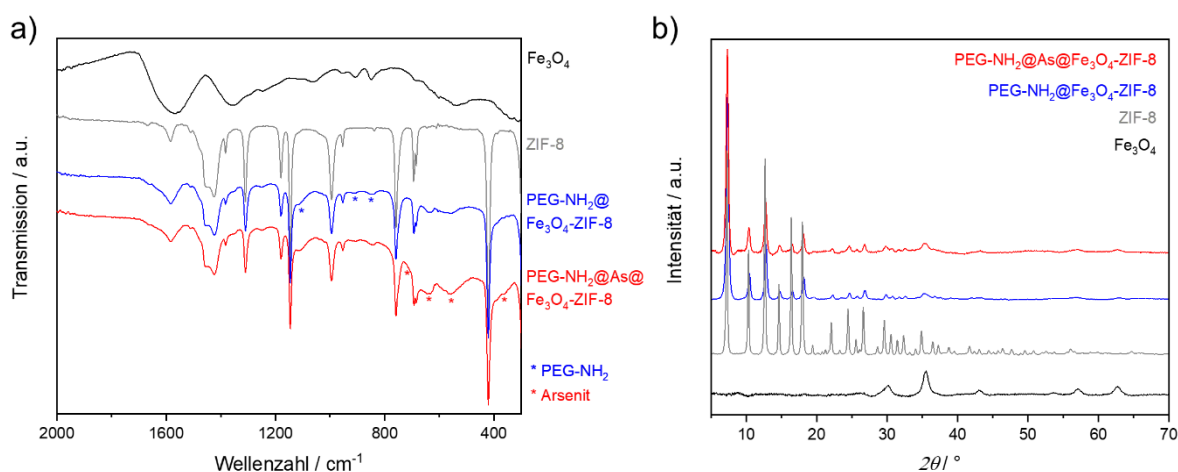 a)
Transmission / a.u.
Fe₃O₄
ZIF-8
PEG-NH₂@
Fe₃O₄-ZIF-8
* * *
PEG-NH₂@As@
Fe₃O₄-ZIF-8
* * * *
* PEG-NH₂
* Arsenit
2000 1600 1200 800 400
Wellenzahl / cm⁻¹
b)
Intensität / a.u.
PEG-NH₂@As@Fe₃O₄-ZIF-8
PEG-NH₂@Fe₃O₄-ZIF-8
ZIF-8
Fe₃O₄
10 20 30 40 50 60 70
2θ / °